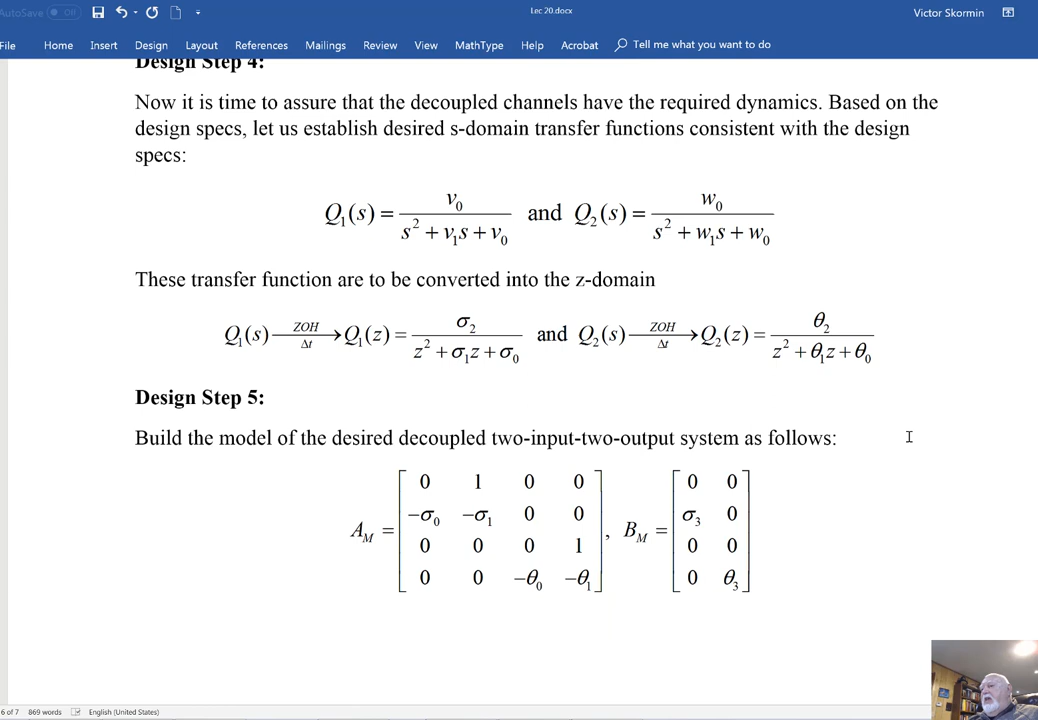 AutoSave Off Lec 20.docx Victor Skormin
File Home Insert Design Layout References Mailings Review View MathType Help Acrobat Tell me what you want to do
Design Step 4:
Now it is time to assure that the decoupled channels have the required dynamics. Based on the
design specs, let us establish desired s-domain transfer functions consistent with the design
specs:
Q₁(s) = v₀ / (s² + v₁s + v₀) and Q₂(s) = w₀ / (s² + w₁s + w₀)
These transfer function are to be converted into the z-domain
Q₁(s) —ZOH/Δt→ Q₁(z) = σ₂ / (z² + σ₁z + σ₀) and Q₂(s) —ZOH/Δt→ Q₂(z) = θ₂ / (z² + θ₁z + θ₀)
Design Step 5:
Build the model of the desired decoupled two-input-two-output system as follows:
0 1 0 0 0 0
−σ₀ −σ₁ 0 0 σ₃ 0
A_M = , B_M =
0 0 0 1 0 0
0 0 −θ₀ −θ₁ 0 θ₃
6 of 7 869 words English (United States)